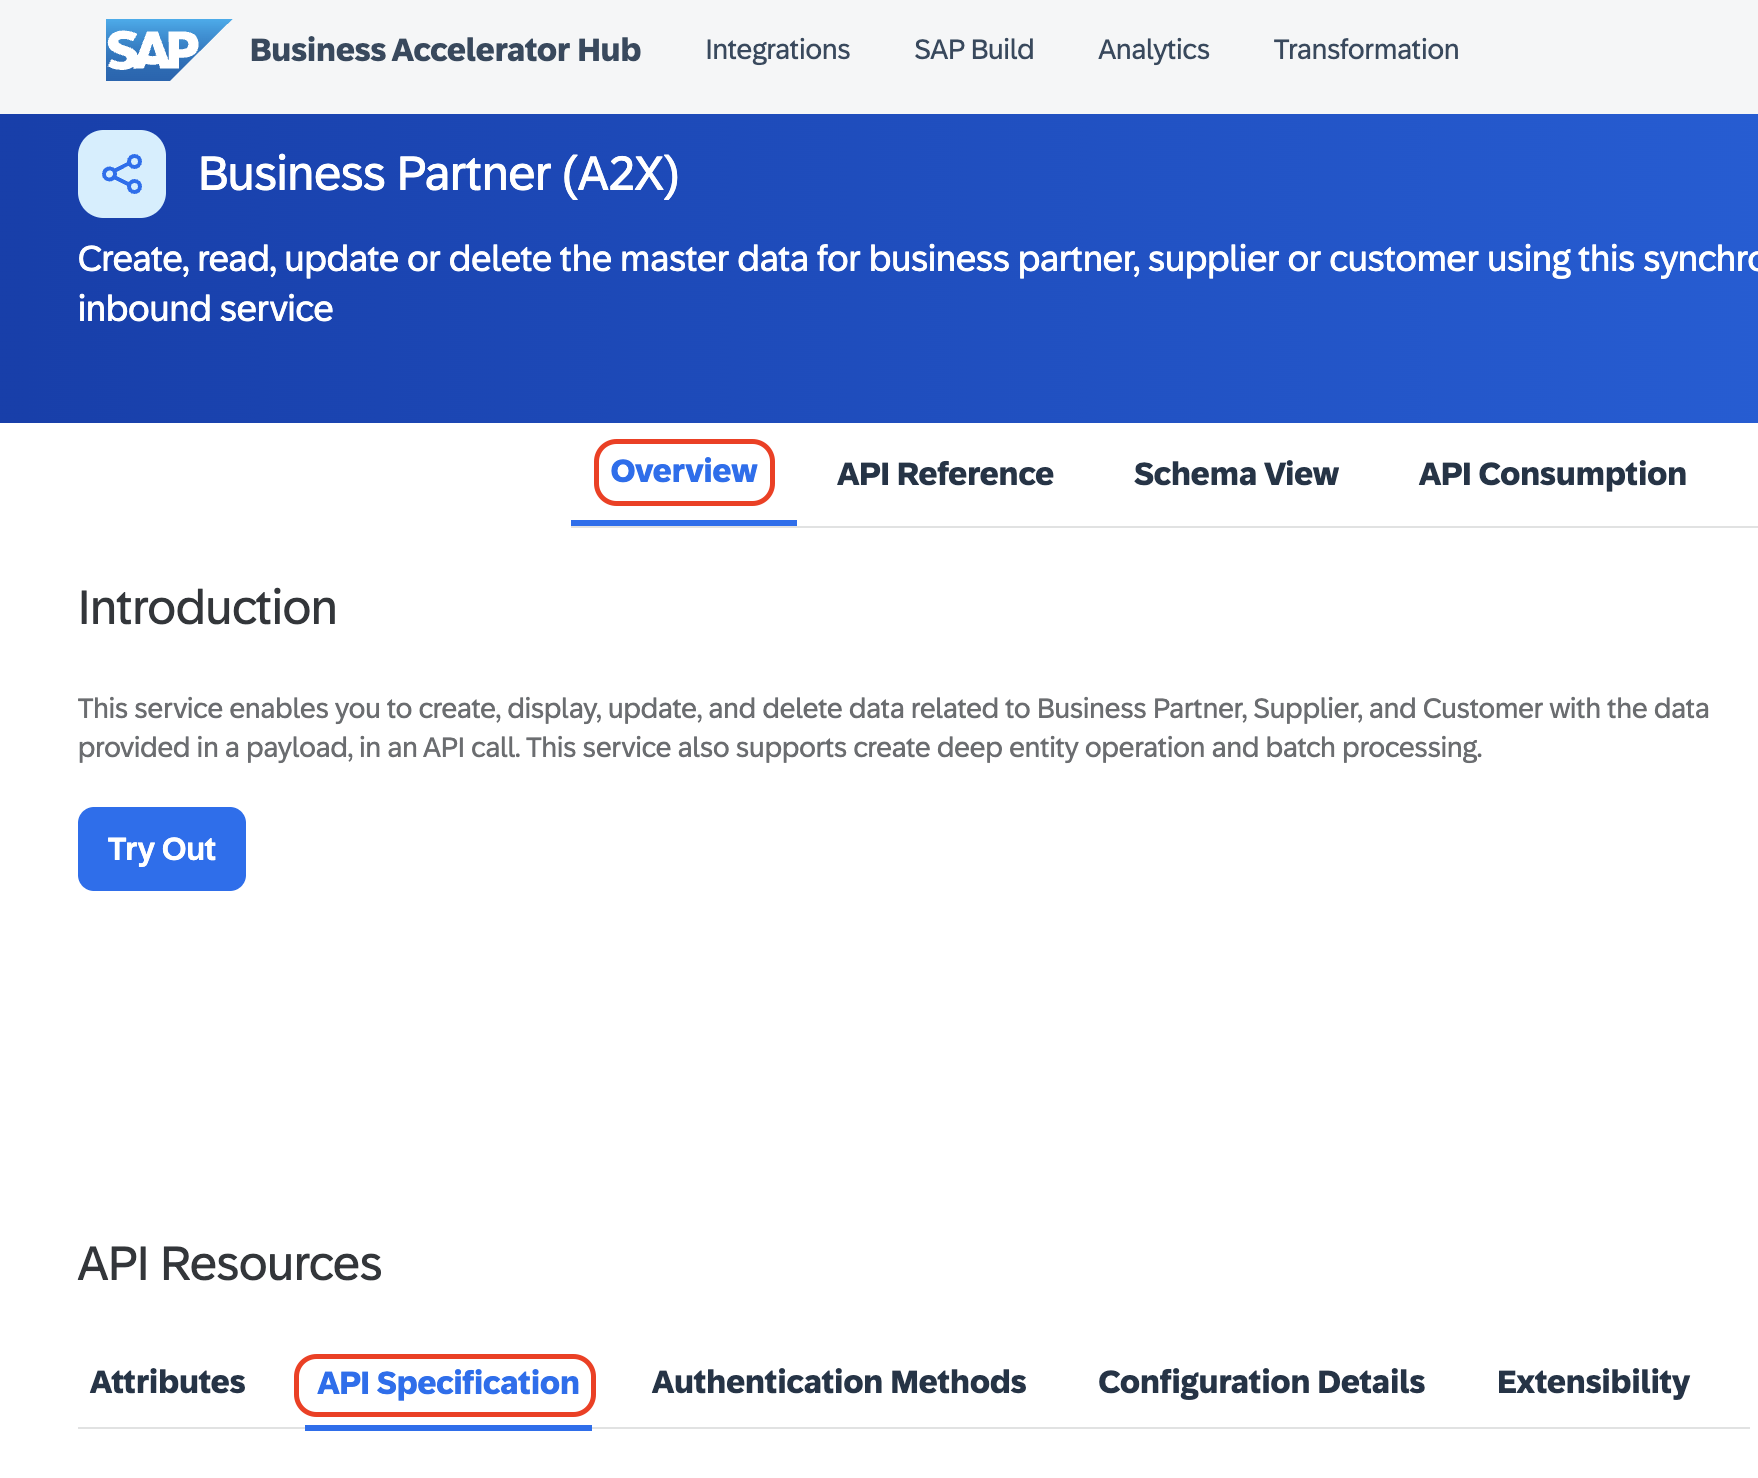 SAP Business Accelerator Hub Integrations SAP Build Analytics Transformation
Business Partner (A2X)
Create, read, update or delete the master data for business partner, supplier or customer using this synchro
inbound service
Overview API Reference Schema View API Consumption
Introduction
This service enables you to create, display, update, and delete data related to Business Partner, Supplier, and Customer with the data
provided in a payload, in an API call. This service also supports create deep entity operation and batch processing.
Try Out
API Resources
Attributes API Specification Authentication Methods Configuration Details Extensibility